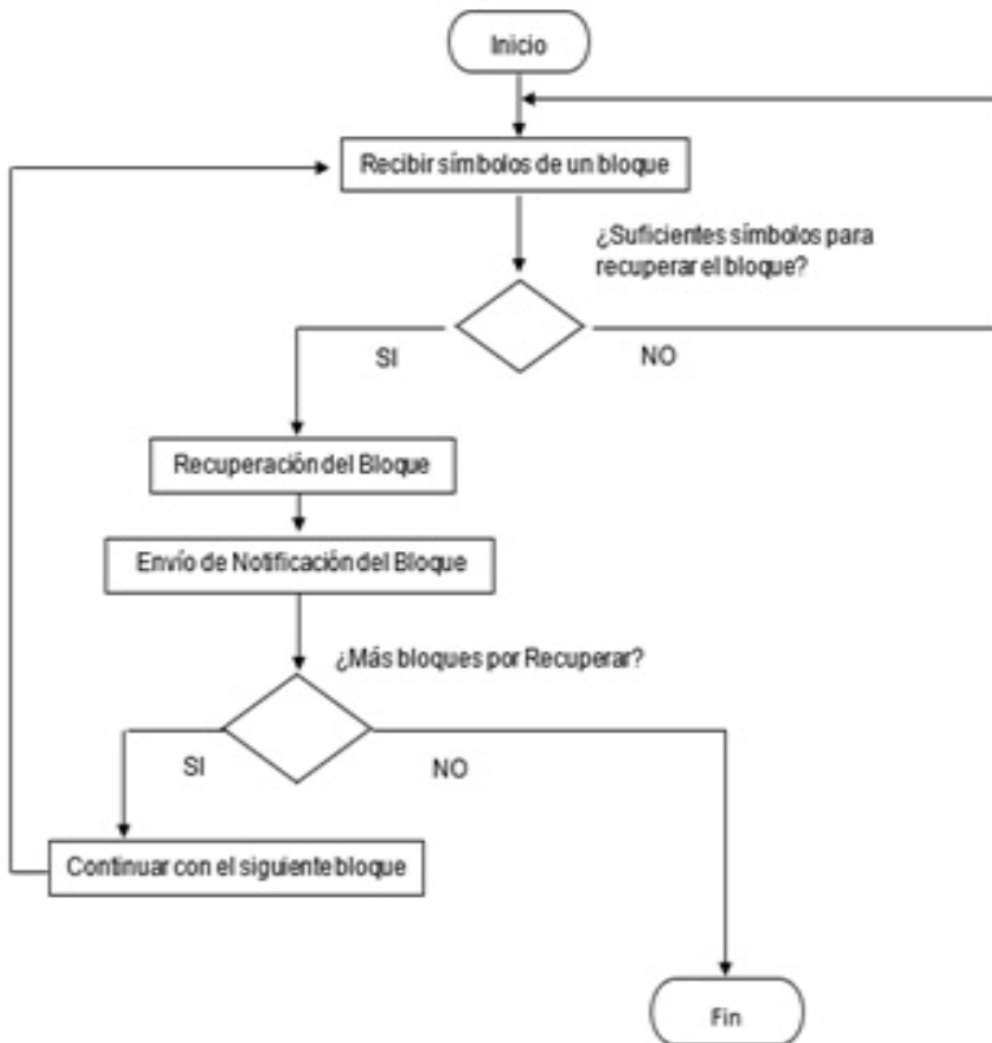 Inicio
Recibir símbolos de un bloque
¿Suficientes símbolos para
recuperar el bloque?
SI
NO
Recuperación del Bloque
Envío de Notificación del Bloque
¿Más bloques por Recuperar?
SI
NO
Continuar con el siguiente bloque
Fin